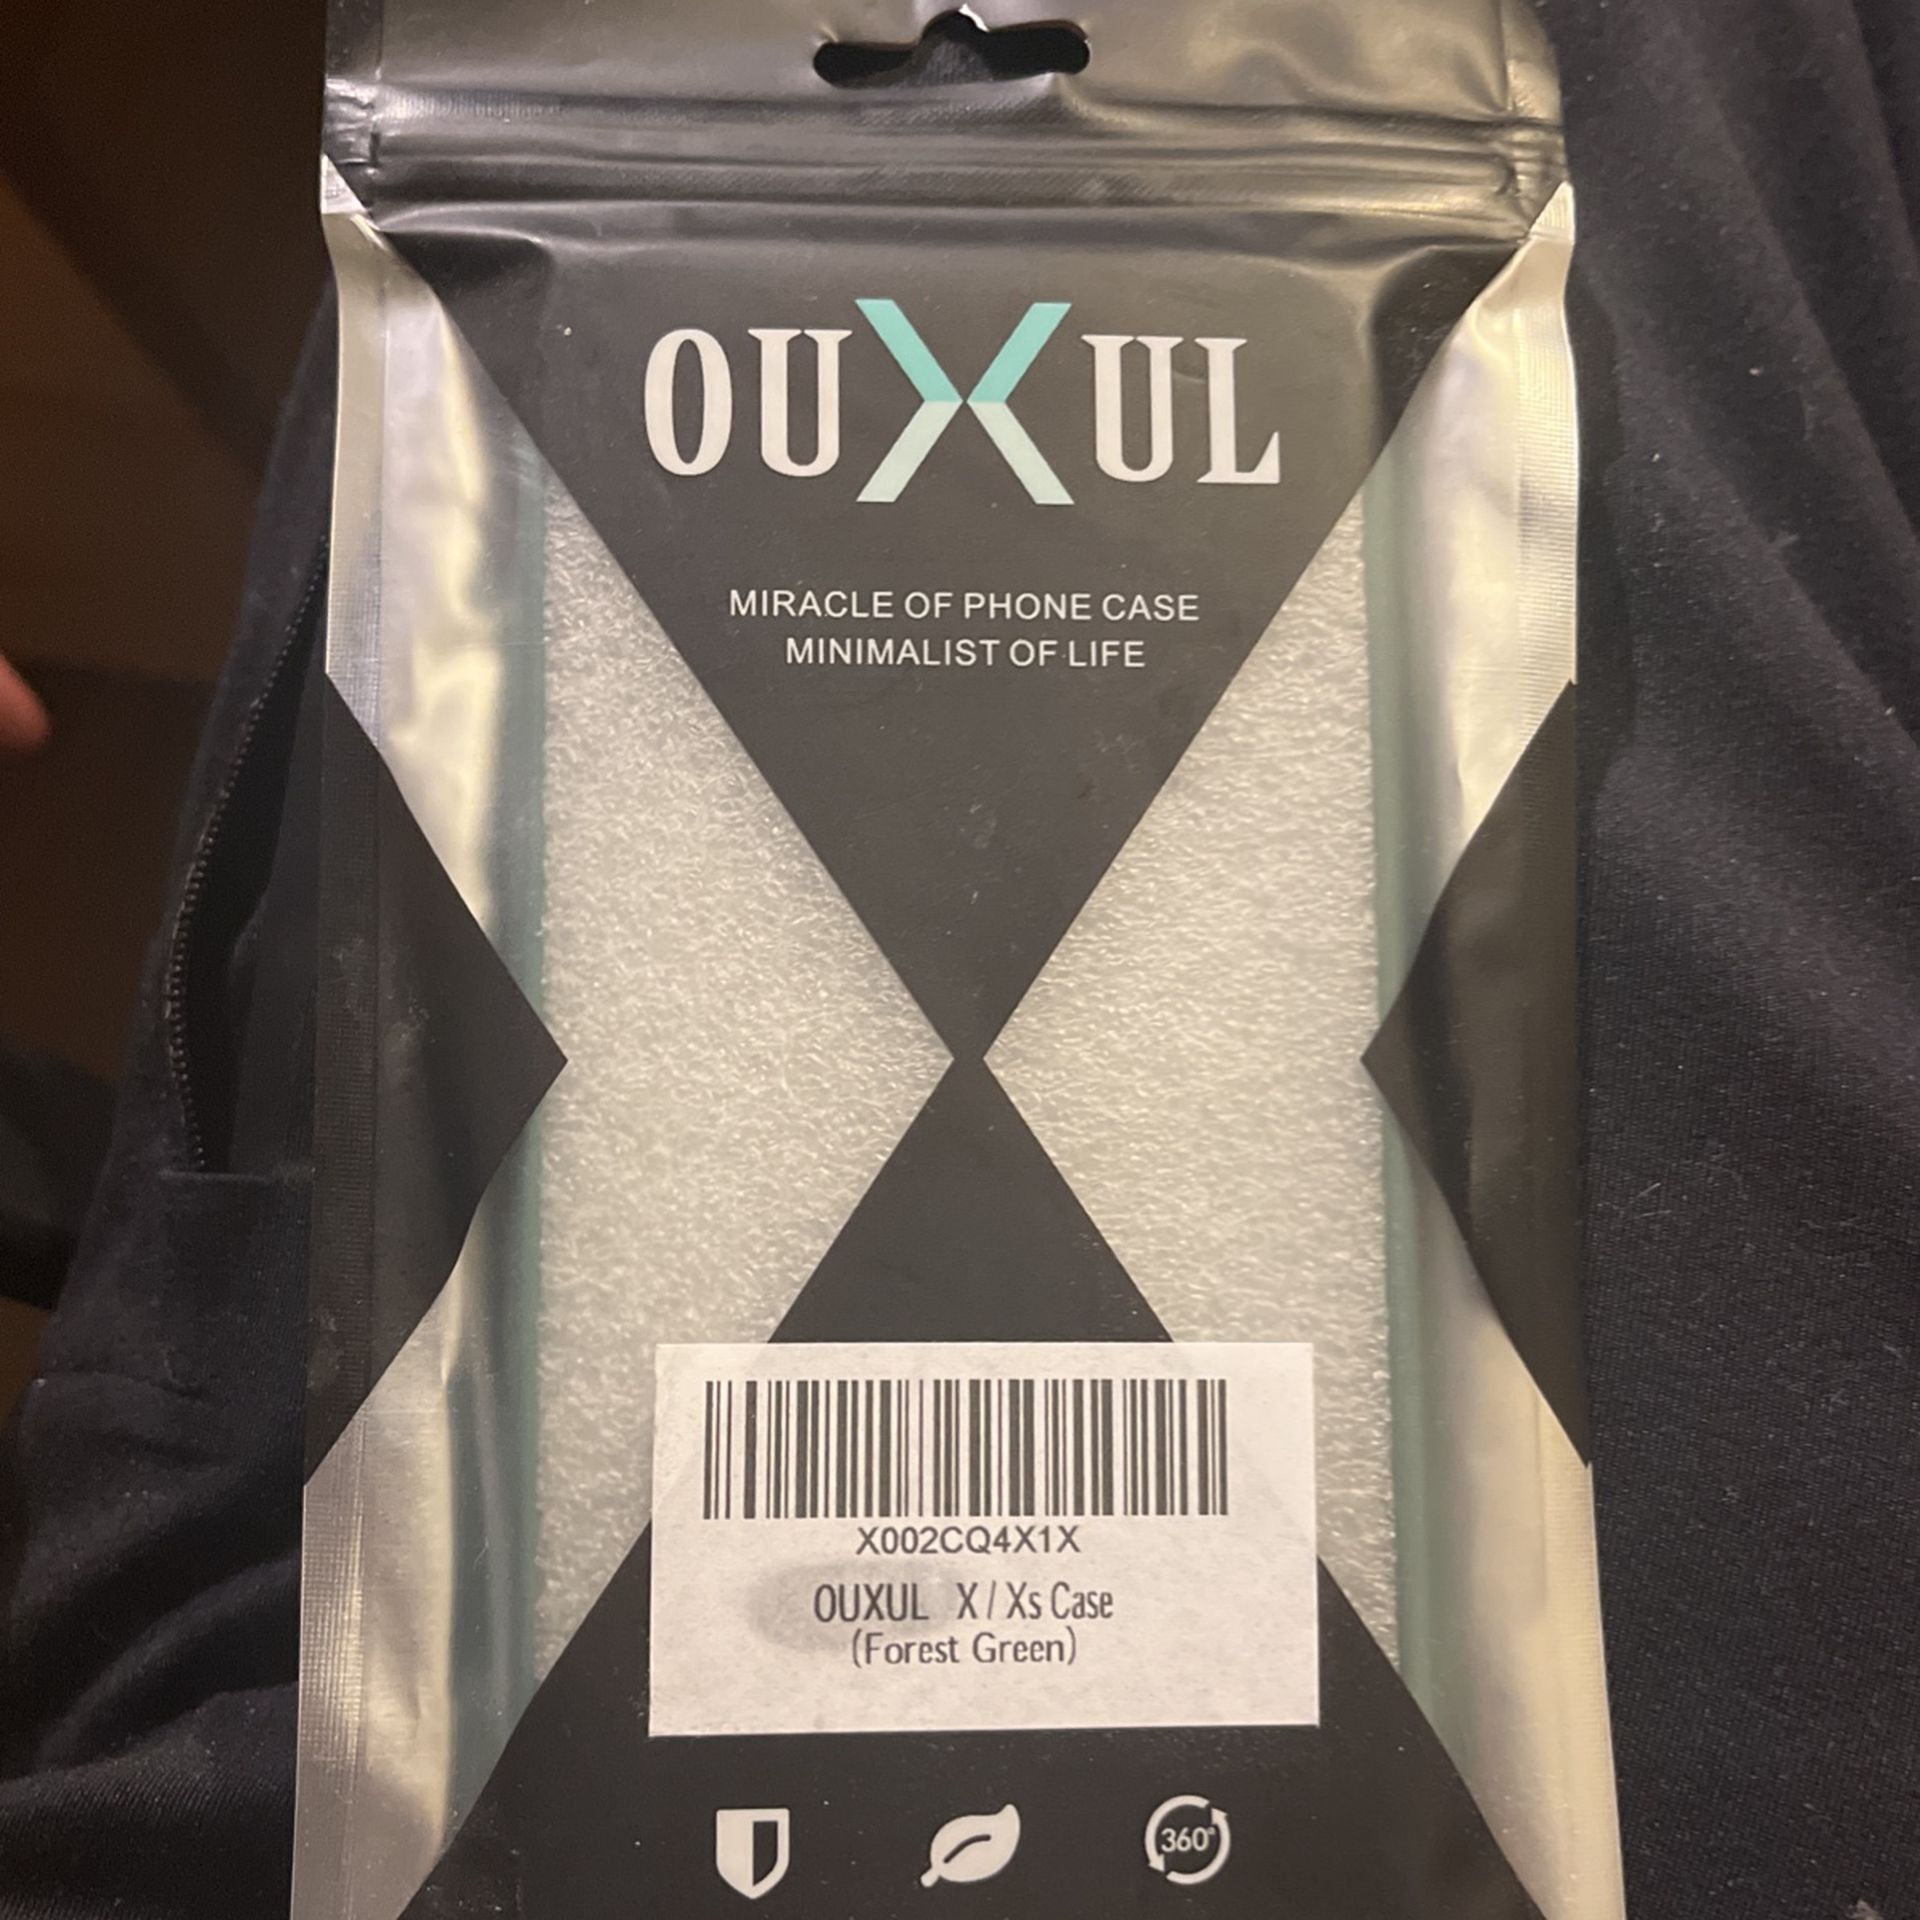 OUXUL
MIRACLE OF PHONE CASE
MINIMALIST OF LIFE
X002CQ4X1X
OUXUL X / Xs Case
(Forest Green)
360°